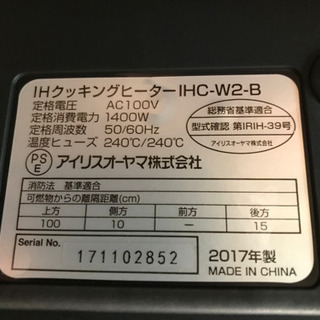 IHクッキングヒーターIHC-W2-B
定格電圧 AC100V
定格消費電力 1400W
定格周波数 50/60Hz
温度ヒューズ 240℃/240℃
総務省基準適合
型式確認 第IRIH-39号
アイリスオーヤマ株式会社
PS
E
アイリスオーヤマ株式会社
消防法 基準適合
可燃物からの離隔距離(cm)
上方 側方 前方 後方
100 10 ー 15
Serial No.
171102852
2017年製
MADE IN CHINA